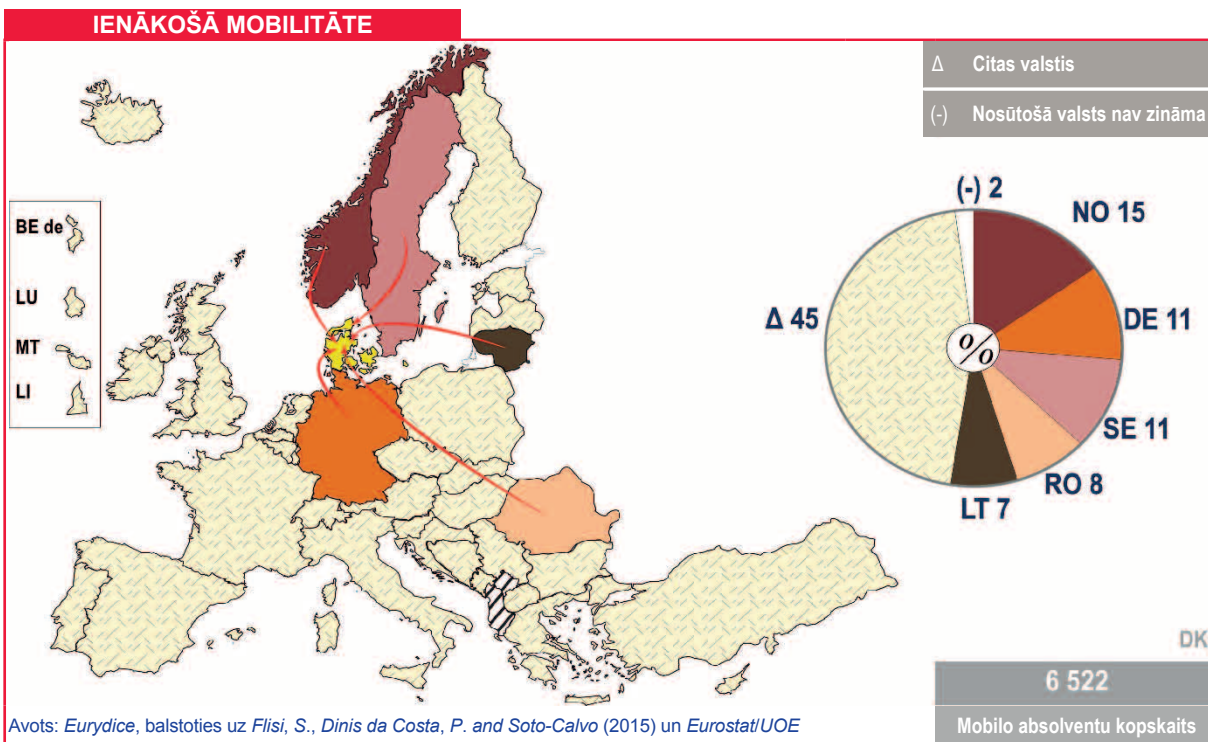 IENĀKOŠĀ MOBILITĀTE
Δ Citas valstis
(-) Nosūtošā valsts nav zināma
BE de
LU
MT
LI
(-) 2
NO 15
DE 11
SE 11
RO 8
LT 7
Δ 45
%
DK
6 522
Mobilo absolventu kopskaits
Avots: Eurydice, balstoties uz Flisi, S., Dinis da Costa, P. and Soto-Calvo (2015) un Eurostat/UOE